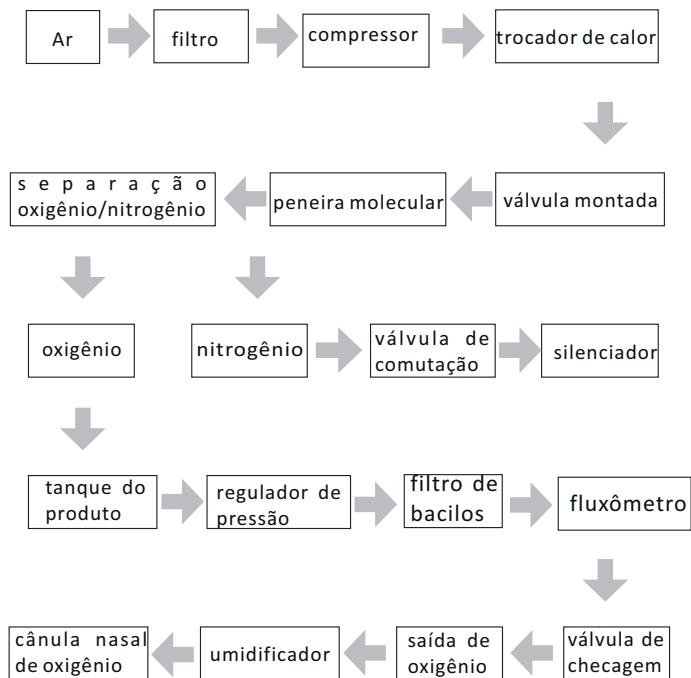 Ar
filtro
compressor
trocador de calor
separação
oxigênio/nitrogênio
peneira molecular
válvula montada
oxigênio
nitrogênio
válvula de
comutação
silenciador
tanque do
produto
regulador de
pressão
filtro de
bacilos
fluxômetro
cânula nasal
de oxigênio
umidificador
saída de
oxigênio
válvula de
checagem